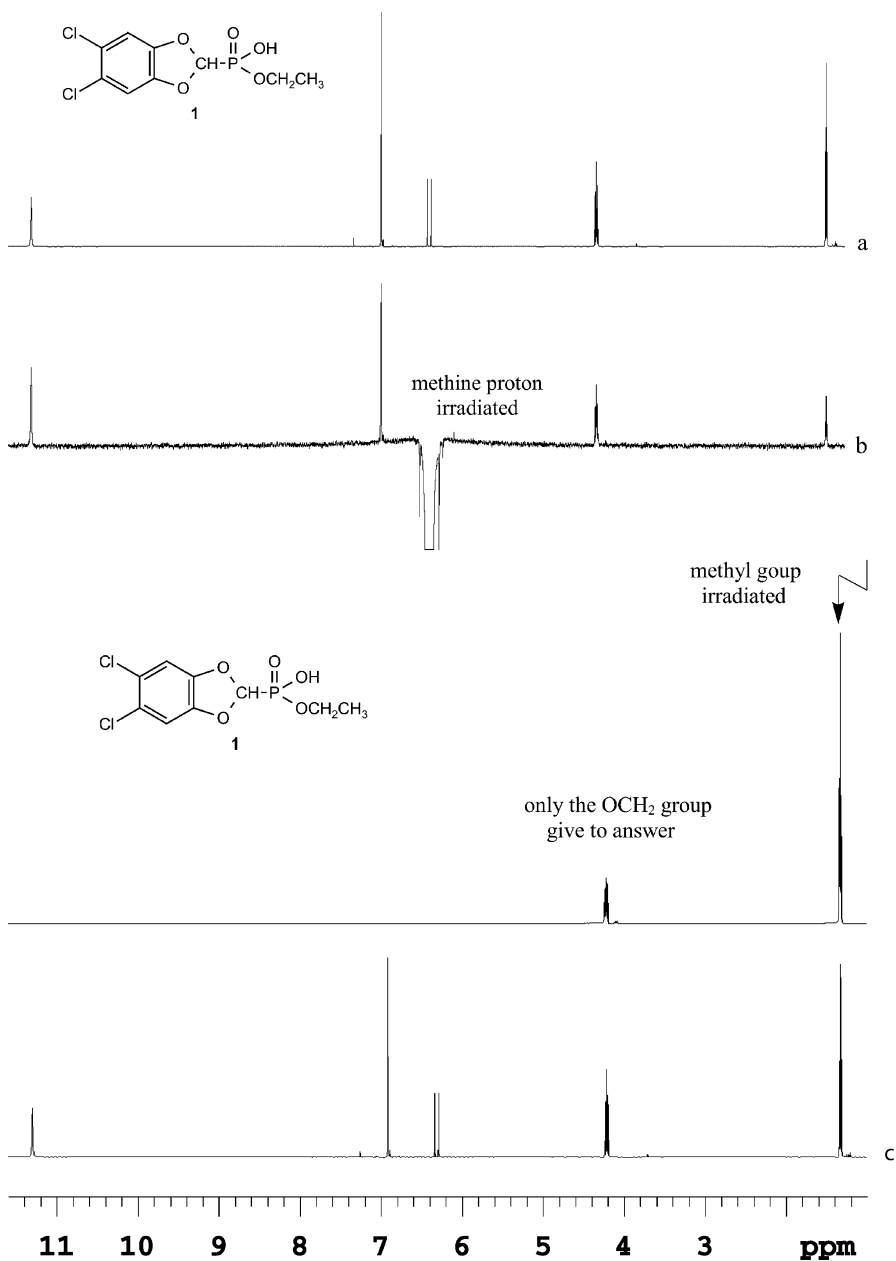 Cl
O
O
OH
CH-P
Cl
O
OCH2CH3
1
a
methine proton
irradiated
b
methyl goup
irradiated
Cl
O
O
OH
CH-P
Cl
O
OCH2CH3
1
only the OCH2 group
give to answer
c
11 10 9 8 7 6 5 4 3 ppm